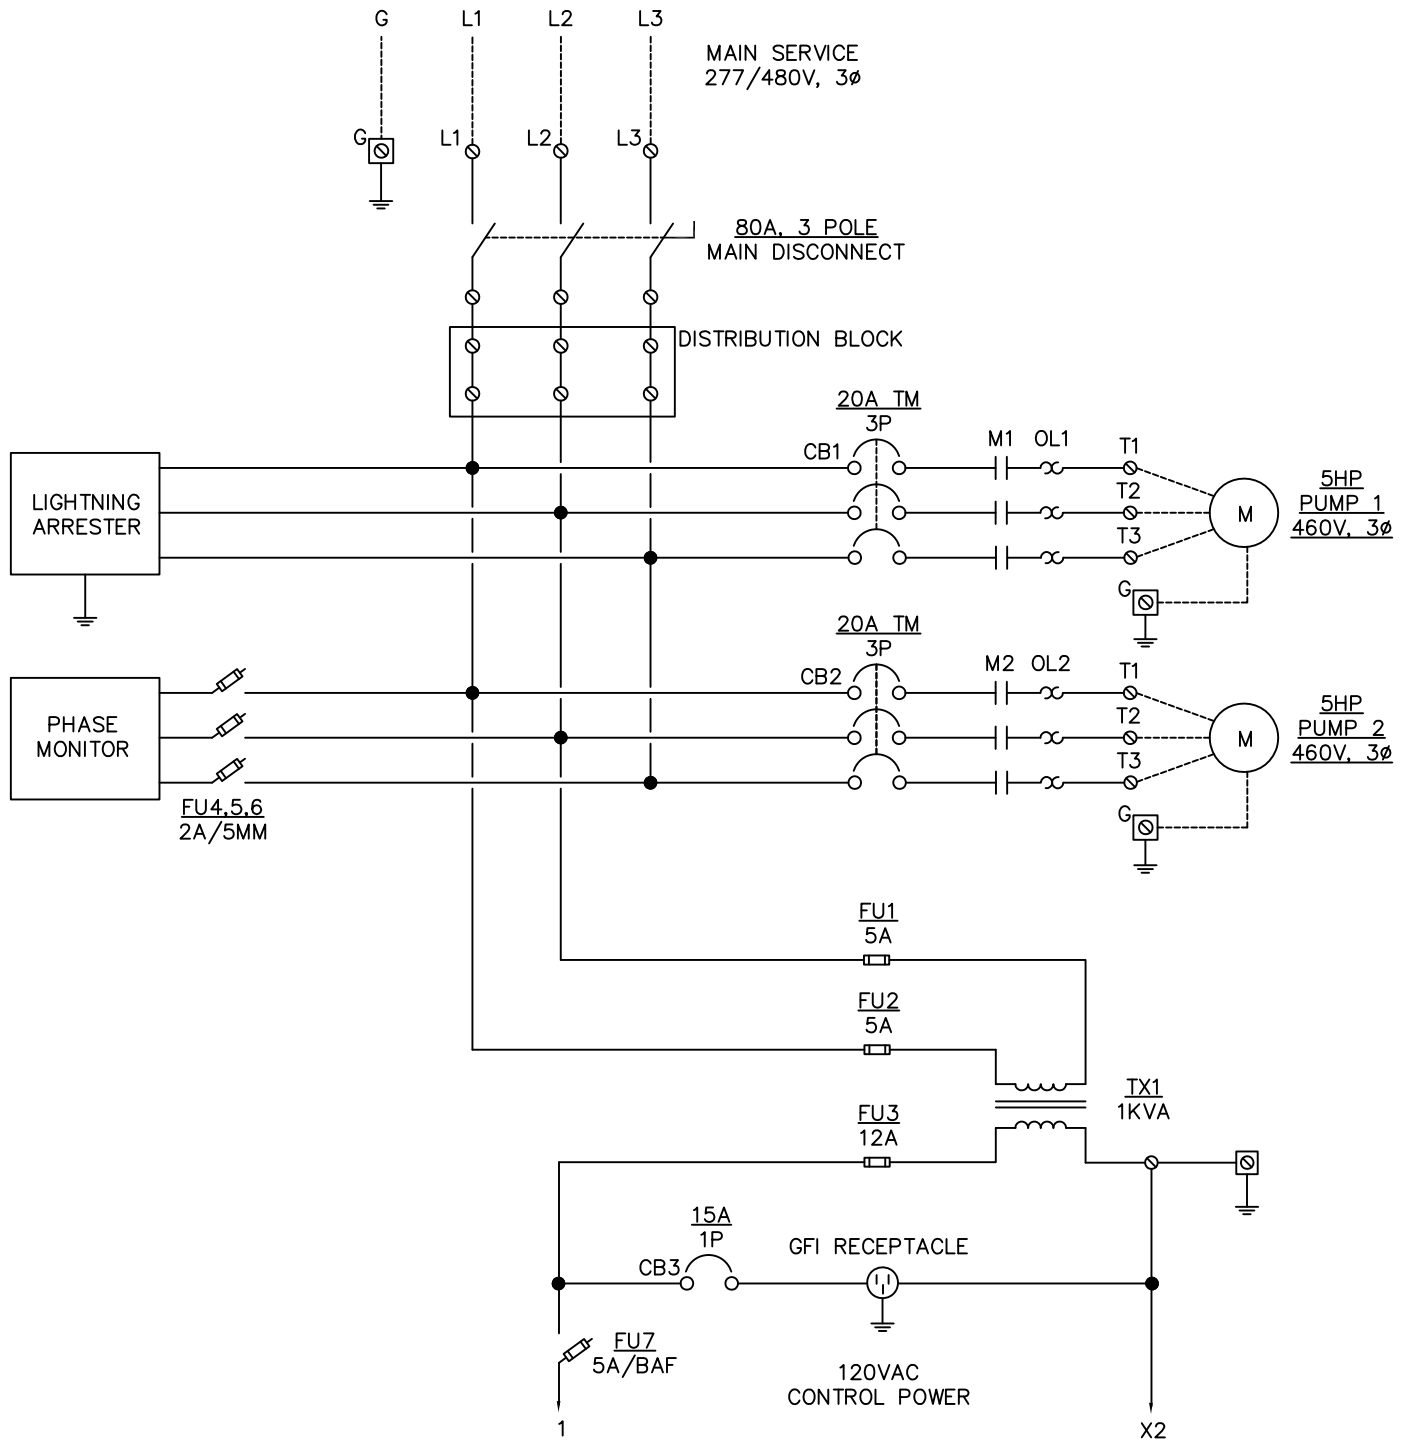 G L1 L2 L3
MAIN SERVICE
277/480V, 3ø
G L1 L2 L3
80A, 3 POLE
MAIN DISCONNECT
DISTRIBUTION BLOCK
20A TM
3P
CB1 M1 OL1 T1
T2
T3
LIGHTNING
ARRESTER
M
5HP
PUMP 1
460V, 3ø
G
20A TM
3P
CB2 M2 OL2 T1
T2
T3
PHASE
MONITOR
M
5HP
PUMP 2
460V, 3ø
FU4,5,6
2A/5MM
G
FU1
5A
FU2
5A
TX1
1KVA
FU3
12A
15A
1P
CB3
GFI RECEPTACLE
FU7
5A/BAF
120VAC
CONTROL POWER
1
X2